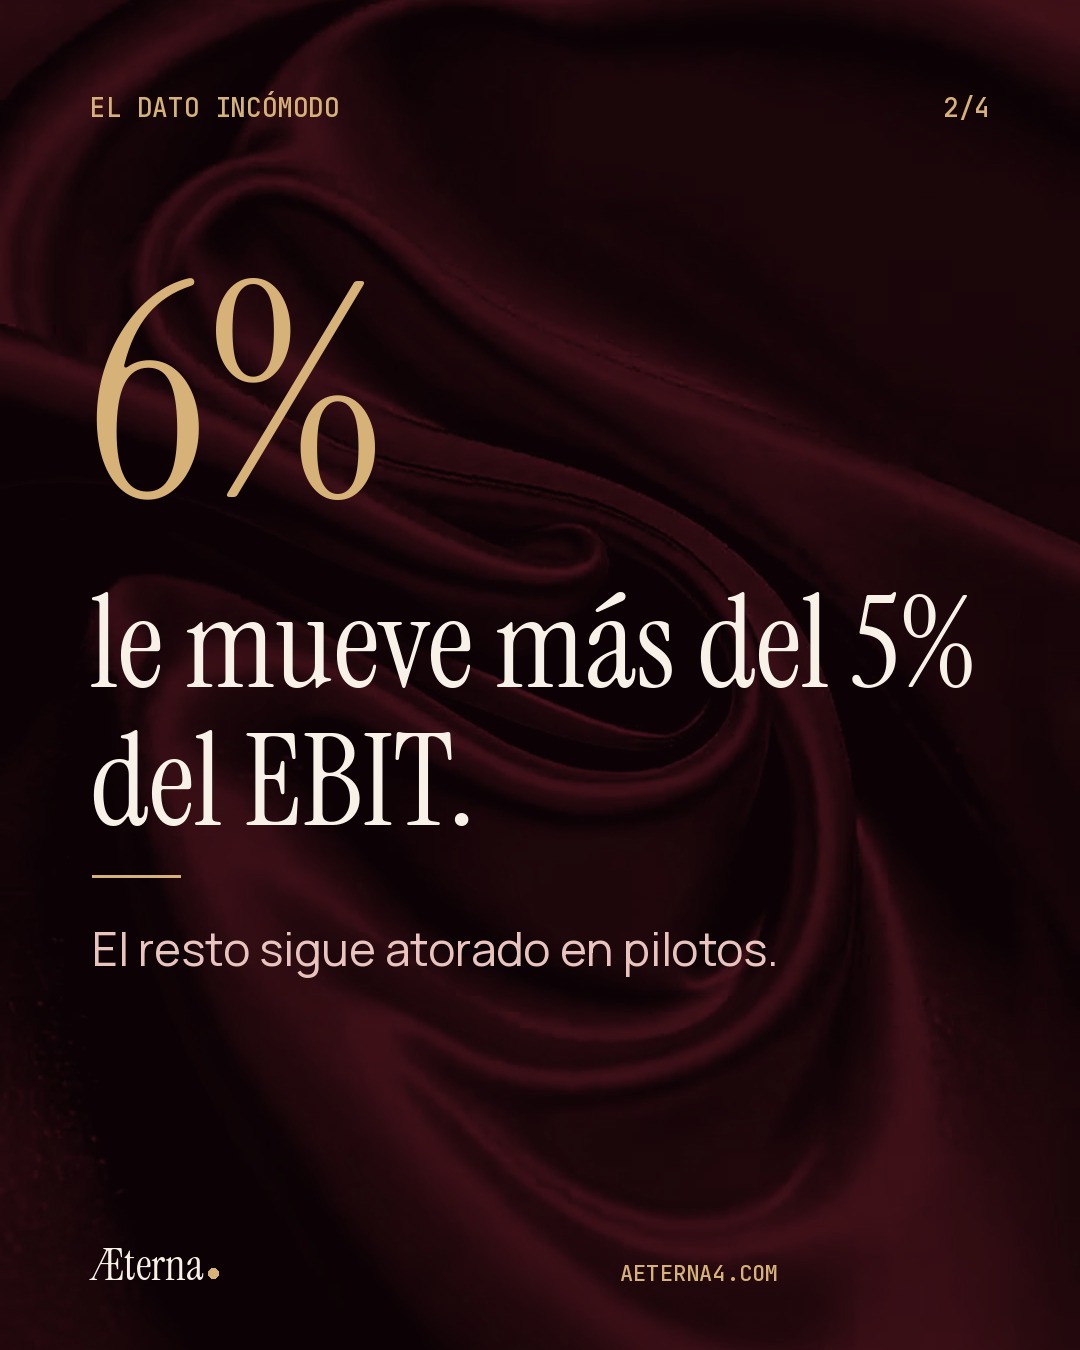 EL DATO INCÓMODO
2/4
6%
le mueve más del 5%
del EBIT.
El resto sigue atorado en pilotos.
Æterna
AETERNA4.COM